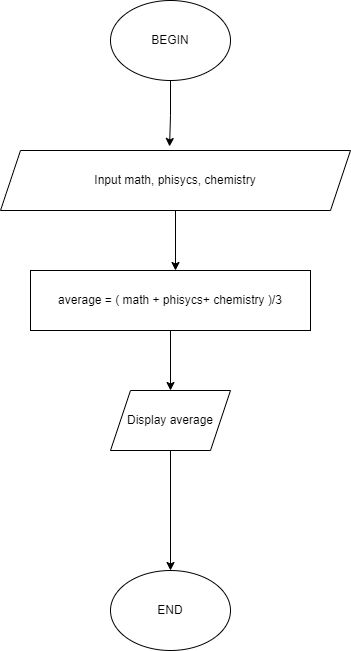 BEGIN
Input math, phisycs, chemistry
average = ( math + phisycs+ chemistry )/3
Display average
END